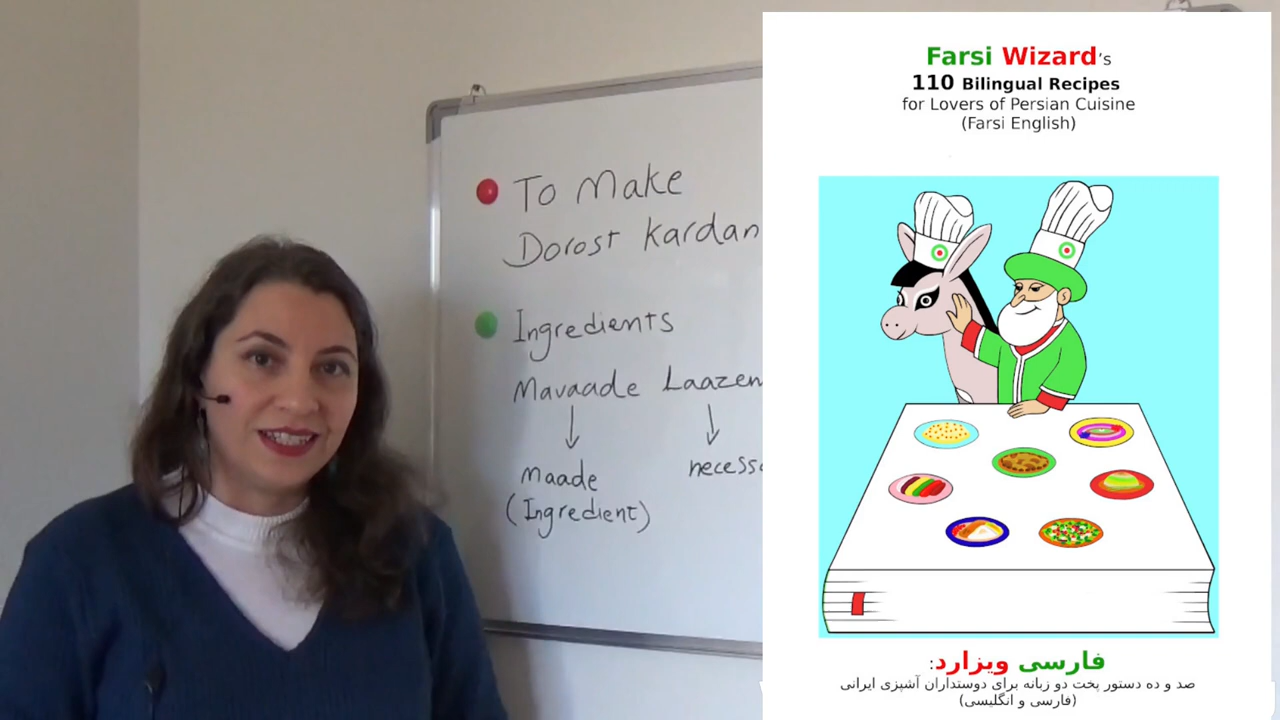 To Make
Dorost kardan
Ingredients
Mavaade
Maade
(Ingredient)
Farsi Wizard's
110 Bilingual Recipes
for Lovers of Persian Cuisine
(Farsi English)
فارسی ویزارد:
صد و ده دستور پخت دو زبانه برای دوستداران آشپزی ایرانی
(فارسی و انگلیسی)